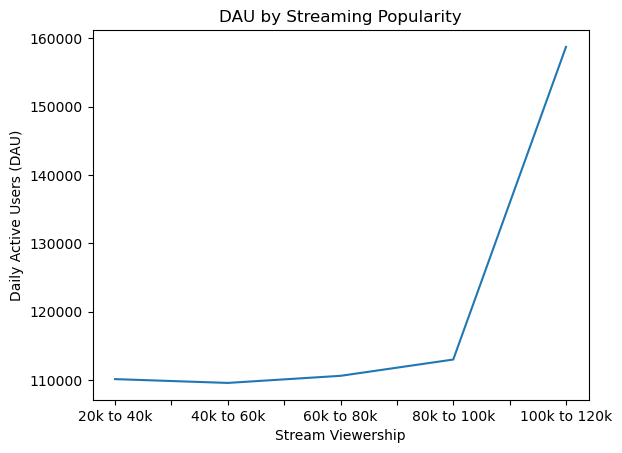 DAU by Streaming Popularity
160000
150000
140000
130000
120000
110000
Daily Active Users (DAU)
20k to 40k 40k to 60k 60k to 80k 80k to 100k 100k to 120k
Stream Viewership